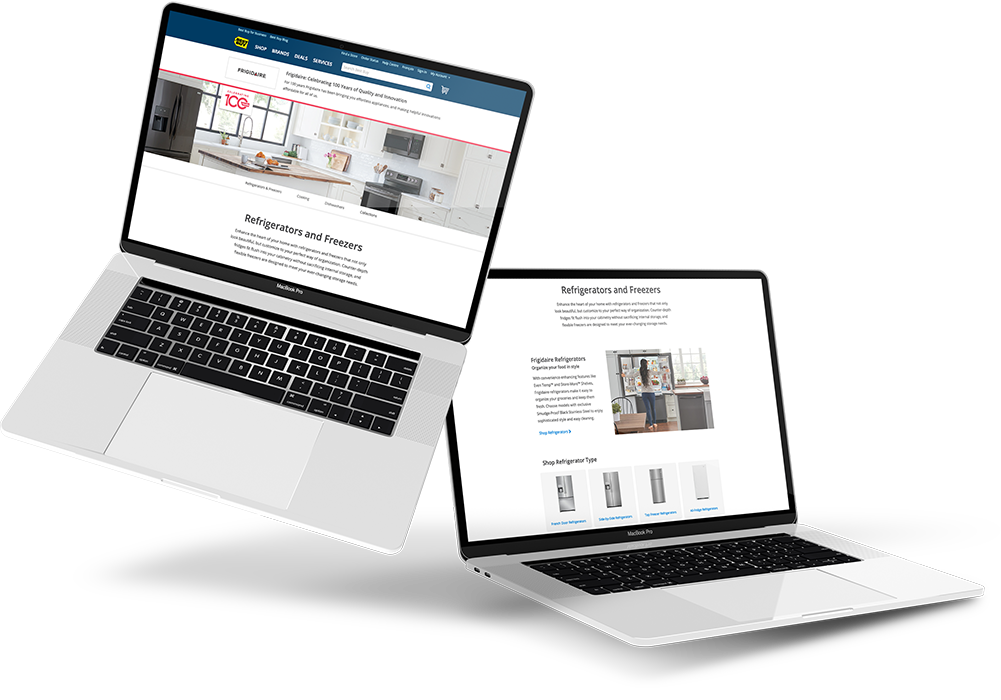 Best Buy for Business Best Buy Blog
BEST BUY
SHOP BRANDS DEALS SERVICES
Find a Store Order Status Help Centre Français Sign In My Account
Search Best Buy
FRIGIDAIRE
Frigidaire: Celebrating 100 Years of Quality and Innovation
For 100 years Frigidaire has been bringing you effortless appliances, and making helpful innovations
affordable for all of us.
CELEBRATING
100
Refrigerators & Freezers Cooking Dishwashers Collections
Refrigerators and Freezers
Enhance the heart of your home with refrigerators and freezers that not only
look beautiful, but customize to your perfect way of organization. Counter-depth
fridges fit flush into your cabinetry without sacrificing internal storage, and
flexible freezers are designed to meet your ever-changing storage needs.
MacBook Pro
Refrigerators and Freezers
Enhance the heart of your home with refrigerators and freezers that not only
look beautiful, but customize to your perfect way of organization. Counter-depth
fridges fit flush into your cabinetry without sacrificing internal storage, and
flexible freezers are designed to meet your ever-changing storage needs.
Frigidaire Refrigerators
Organize your food in style
With convenience-enhancing features like
Even Temp™ and Store-More™ Shelves,
Frigidaire refrigerators make it easy to
organize your groceries and keep them
fresh. Choose models with exclusive
Smudge-Proof Black Stainless Steel to enjoy
sophisticated style and easy cleaning.
Shop Refrigerators
Shop Refrigerator Type
French Door Refrigerators Side-by-Side Refrigerators Top Freezer Refrigerators All-Fridge Refrigerators
MacBook Pro